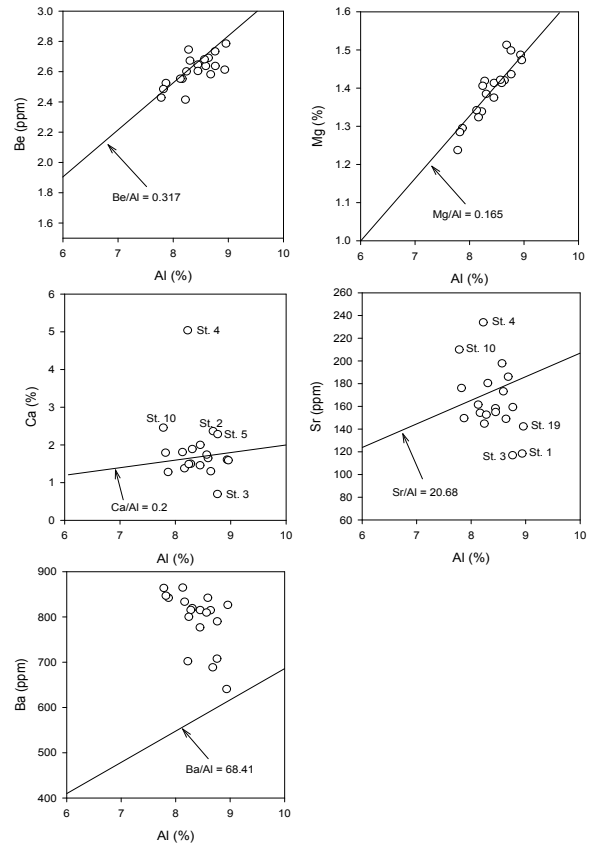 3.0
2.8
2.6
2.4
2.2
2.0
1.8
1.6
Be (ppm)
Be/Al = 0.317
6 7 8 9 10
Al (%)
1.6
1.5
1.4
1.3
1.2
1.1
1.0
Mg (%)
Mg/Al = 0.165
6 7 8 9 10
Al (%)
6
5
4
3
2
1
0
Ca (%)
St. 4
St. 10
St. 2
St. 5
St. 3
Ca/Al = 0.2
6 7 8 9 10
Al (%)
260
240
220
200
180
160
140
120
100
80
60
Sr (ppm)
St. 4
St. 10
St. 19
St. 3
St. 1
Sr/Al = 20.68
6 7 8 9 10
Al (%)
900
800
700
600
500
400
Ba (ppm)
Ba/Al = 68.41
6 7 8 9 10
Al (%)